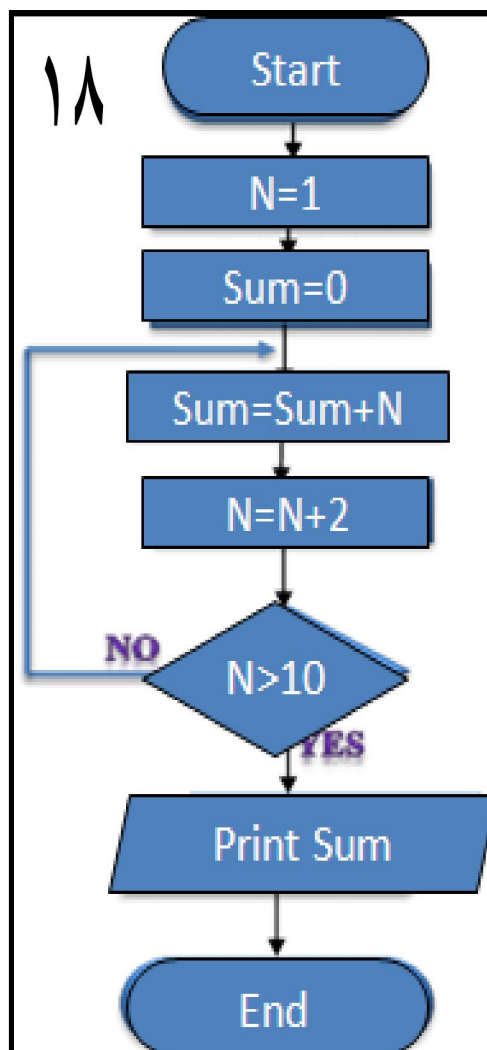 ١٨
Start
N=1
Sum=0
Sum=Sum+N
N=N+2
NO
N>10
YES
Print Sum
End